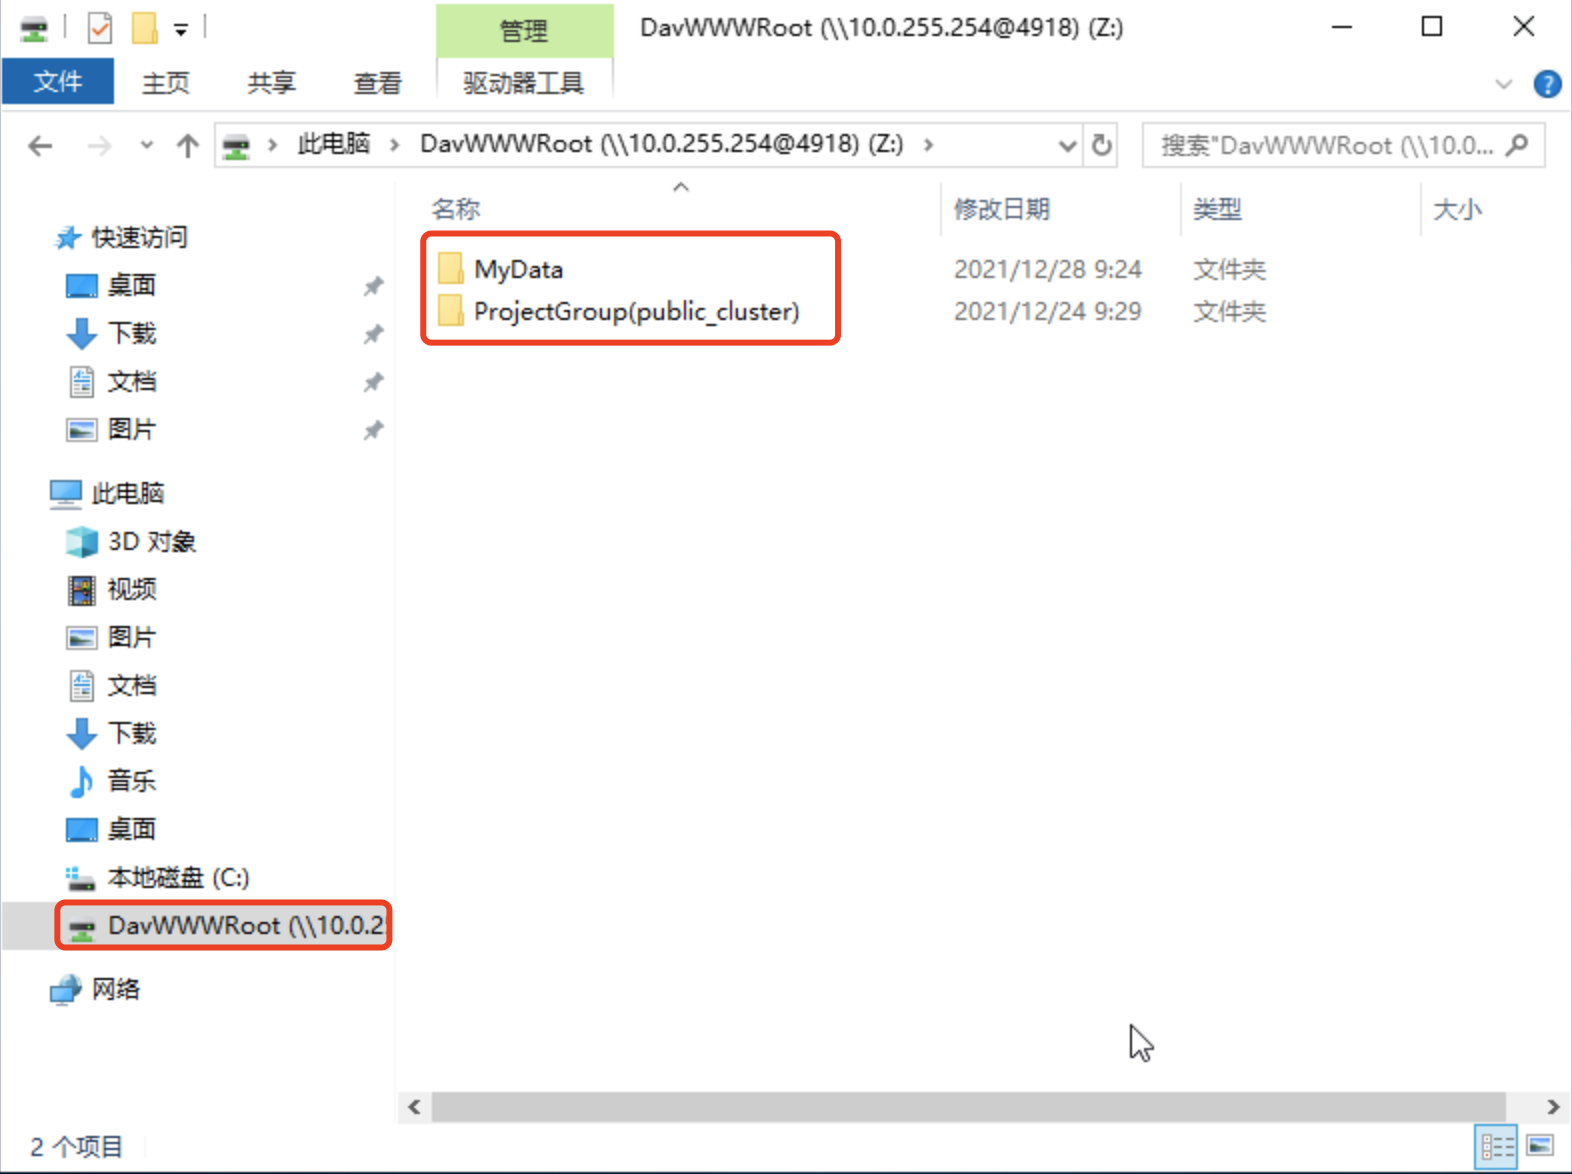 管理
DavWWWRoot (\\10.0.255.254@4918) (Z:)
文件
主页
共享
查看
驱动器工具
此电脑
DavWWWRoot (\\10.0.255.254@4918) (Z:)
搜索"DavWWWRoot (\\10.0...
名称
修改日期
类型
大小
MyData 2021/12/28 9:24 文件夹
ProjectGroup(public_cluster) 2021/12/24 9:29 文件夹
快速访问
桌面
下载
文档
图片
此电脑
3D 对象
视频
图片
文档
下载
音乐
桌面
本地磁盘 (C:)
DavWWWRoot (\\10.0.2
网络
2 个项目